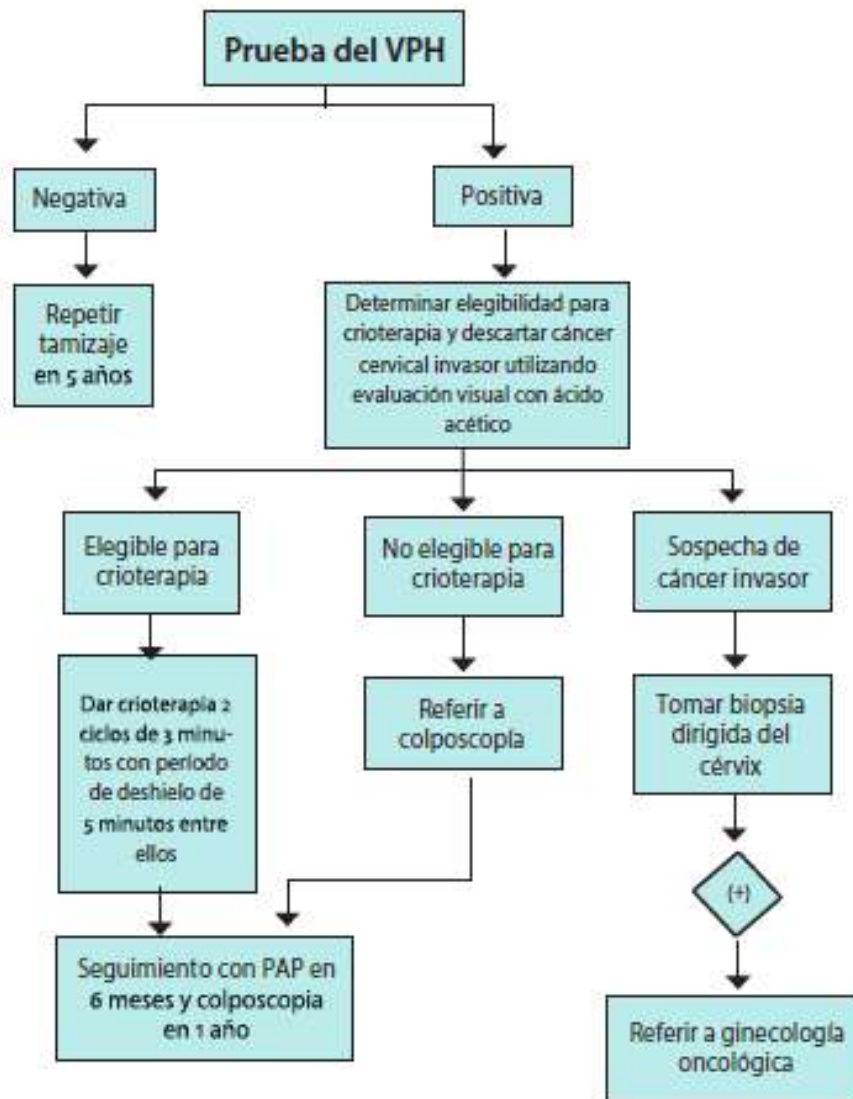 Prueba del VPH
Negativa
Positiva
Repetir
tamizaje
en 5 años
Determinar elegibilidad para
crioterapia y descartar cáncer
cervical invasor utilizando
evaluación visual con ácido
acético
Elegible para
crioterapia
No elegible para
crioterapia
Sospecha de
cáncer invasor
Dar crioterapia 2
ciclos de 3 minu-
tos con período
de deshielo de
5 minutos entre
ellos
Referir a
colposcopía
Tomar biopsia
dirigida del
cérvix
(+)
Seguimiento con PAP en
6 meses y colposcopia
en 1 año
Referir a ginecología
oncológica